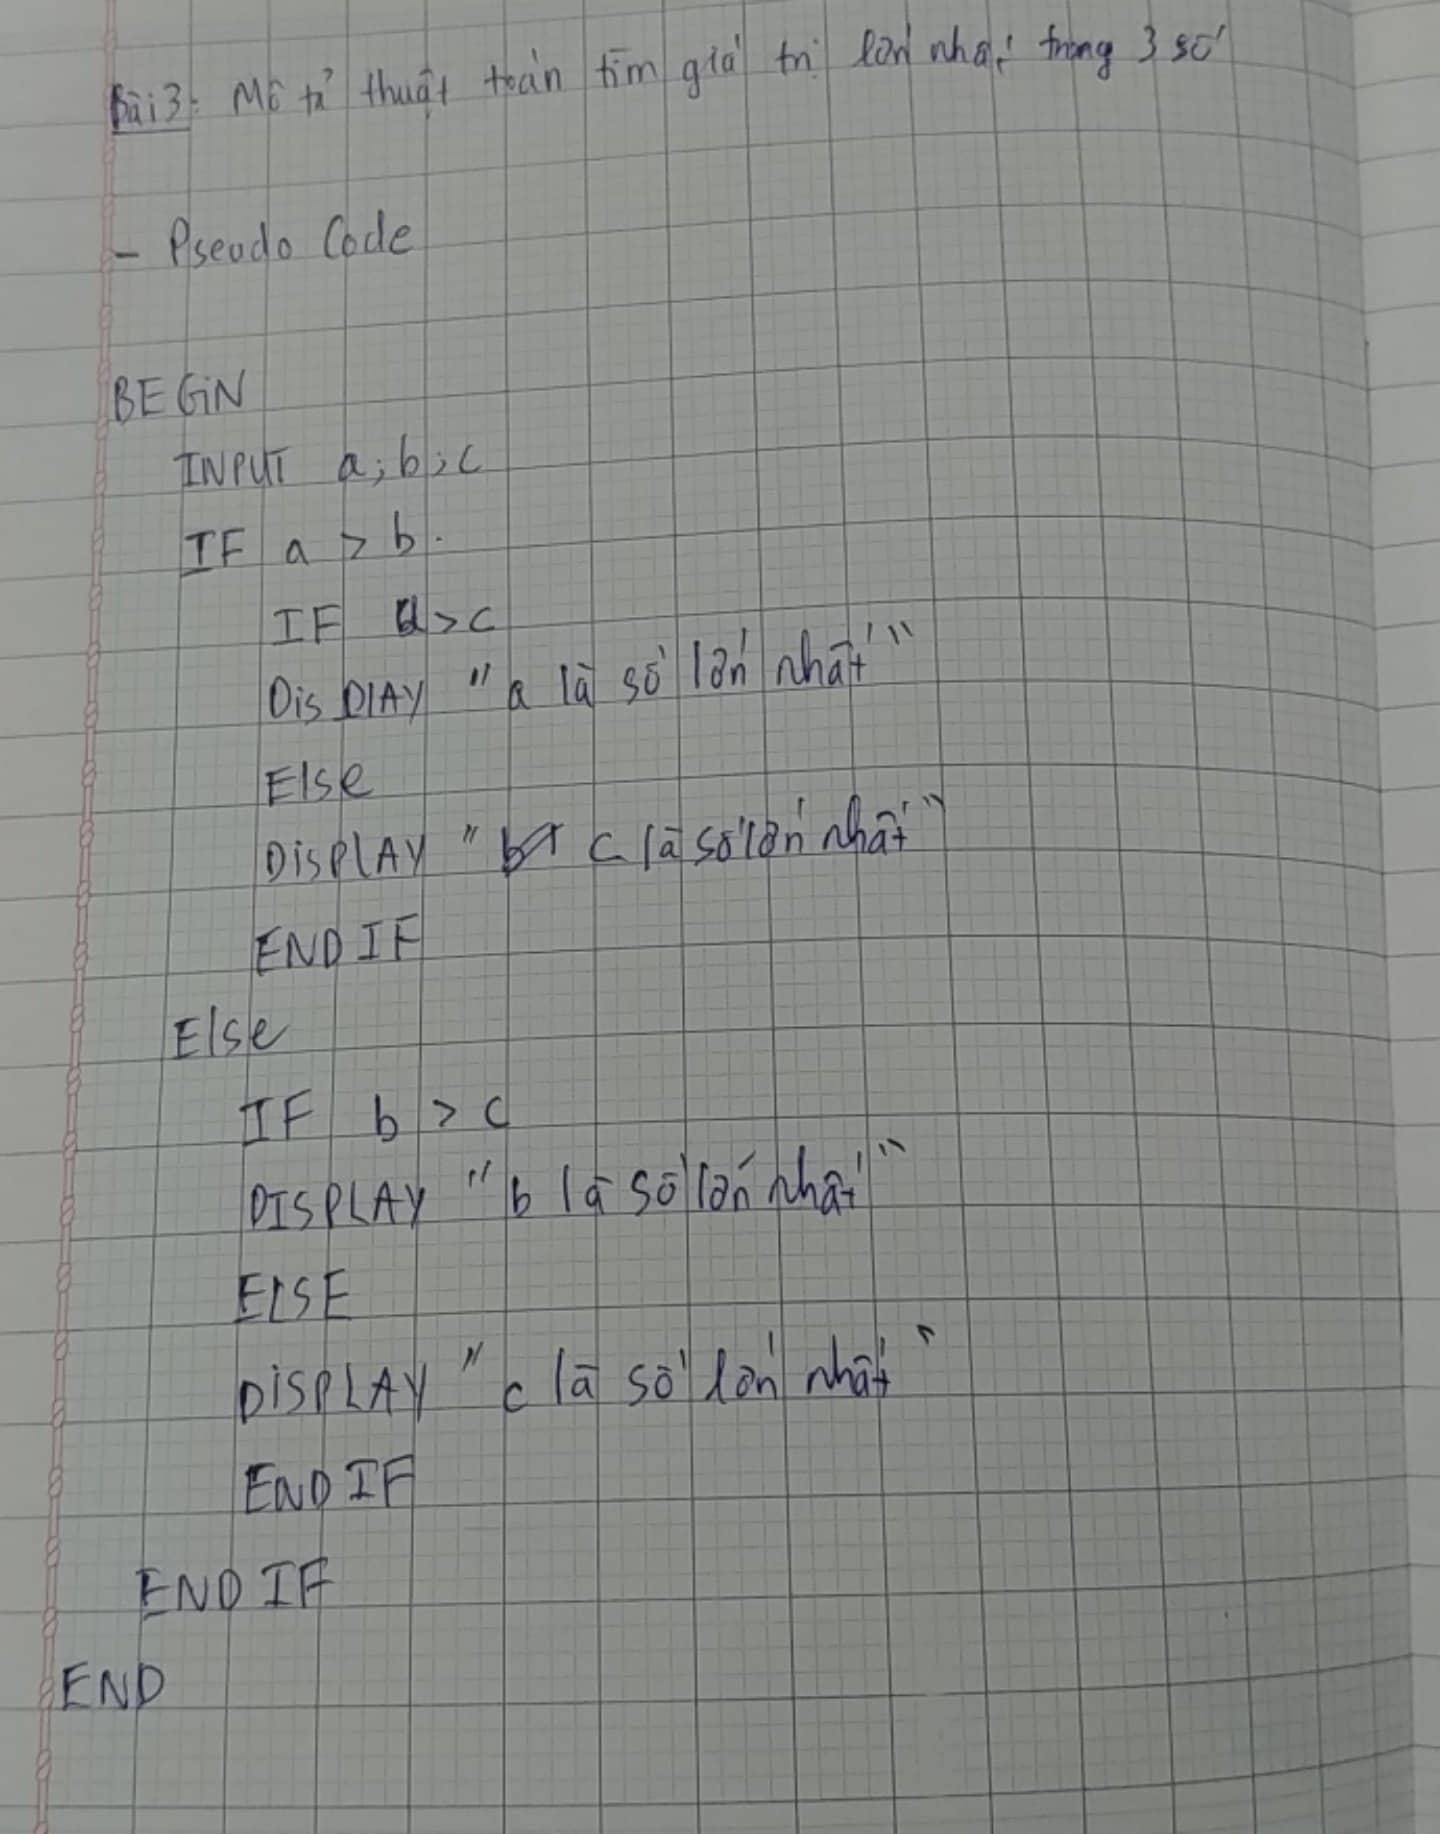 Bài 3: Mô tả thuật toán tìm giá trị lớn nhất trong 3 số
- Pseudo Code
BEGiN
INPUT a; b; c
IF a > b.
IF a > c
DisPlAY "a là số lớn nhất"
Else
DiSPLAY " c là số lớn nhất"
END IF
Else
IF b > c
DISPLAY "b là số lớn nhất"
ELSE
DiSPLAY "c là số lớn nhất"
END IF
END IF
END